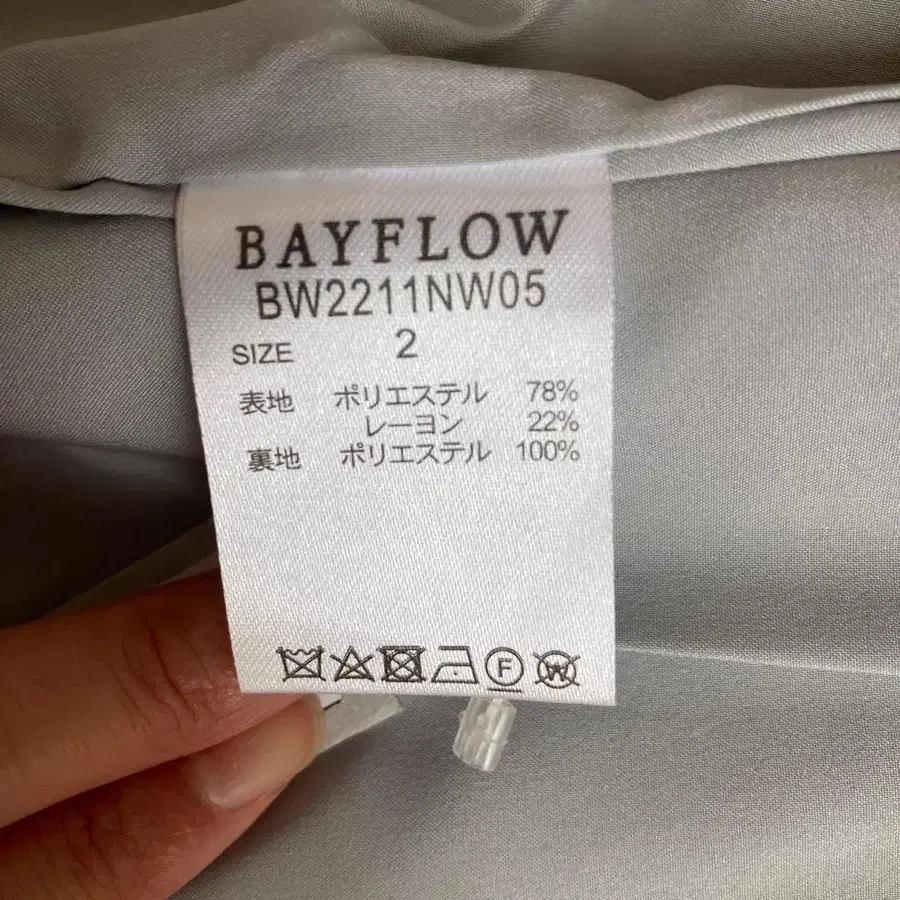 BAYFLOW
BW2211NW05
SIZE 2
表地 ポリエステル 78%
レーヨン 22%
裏地 ポリエステル 100%
F W